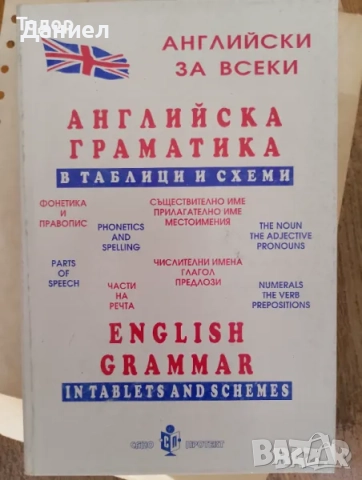 Тодор
Даниел
АНГЛИЙСКИ
ЗА ВСЕКИ
АНГЛИЙСКА
ГРАМАТИКА
В ТАБЛИЦИ И СХЕМИ
ФОНЕТИКА
И
ПРАВОПИС
PHONETICS
AND
SPELLING
СЪЩЕСТВИТЕЛНО ИМЕ
ПРИЛАГАТЕЛНО ИМЕ
МЕСТОИМЕНИЯ
THE NOUN
THE ADJECTIVE
PRONOUNS
PARTS
OF
SPEECH
ЧАСТИ
НА
РЕЧТА
ЧИСЛИТЕЛНИ ИМЕНА
ГЛАГОЛ
ПРЕДЛОЗИ
NUMERALS
THE VERB
PREPOSITIONS
ENGLISH
GRAMMAR
IN TABLETS AND SCHEMES